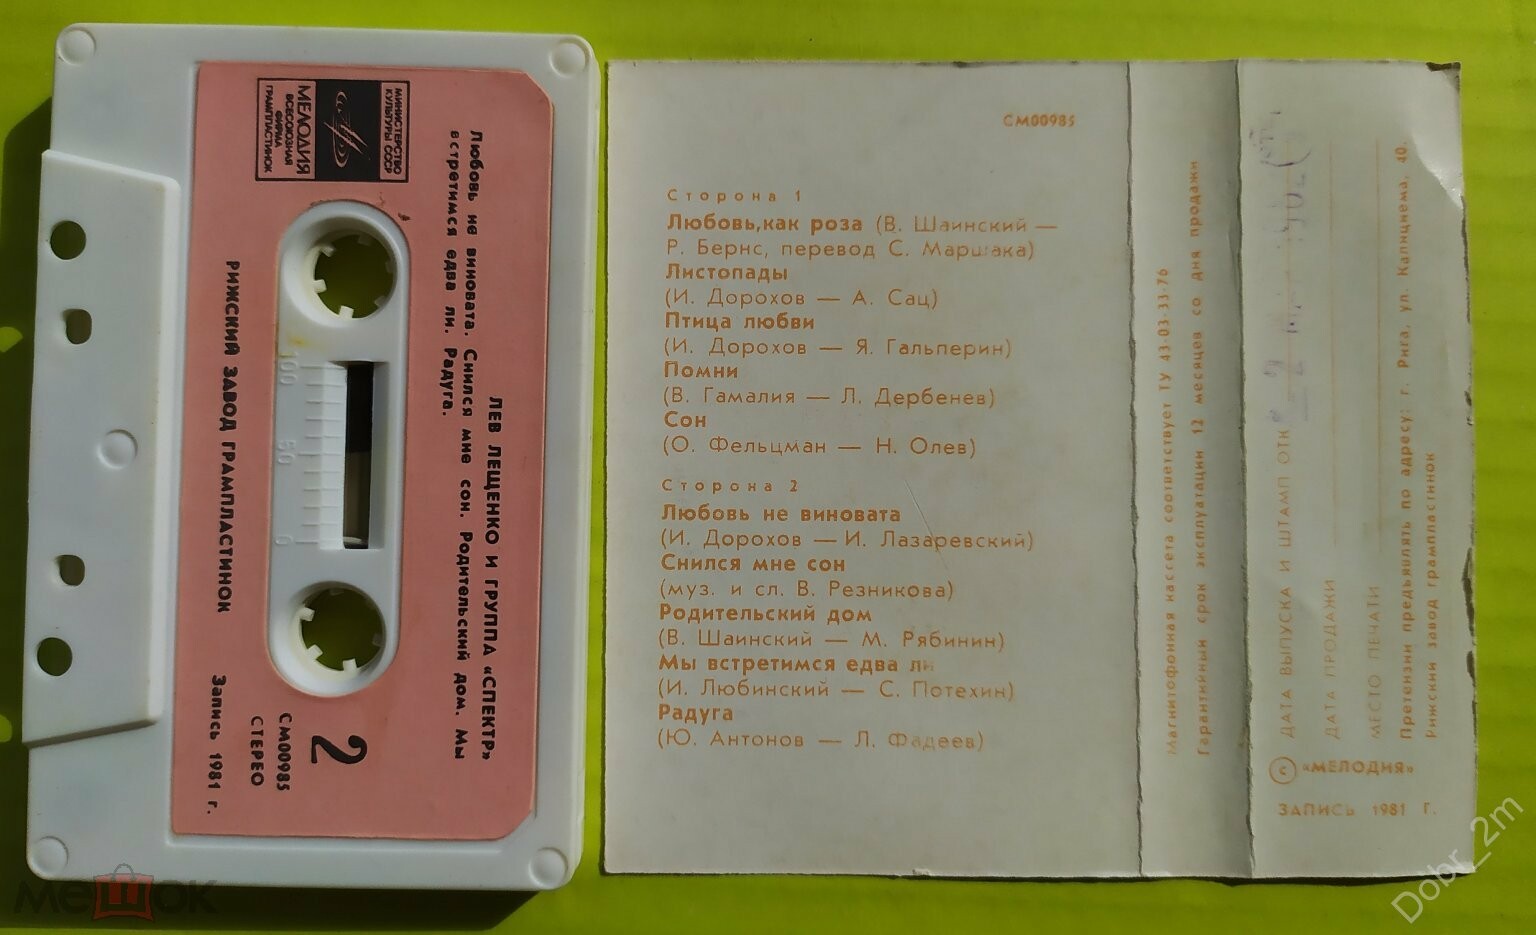 МИНИСТЕРСТВО
КУЛЬТУРЫ СССР
МЕЛОДИЯ
ВСЕСОЮЗНАЯ
ФИРМА
ГРАМПЛАСТИНОК
ЛЕВ ЛЕЩЕНКО И ГРУППА «СПЕКТР»
Любовь не виновата. Снился мне сон. Родительский дом. Мы
встретимся едва ли. Радуга.
100 50 0
2
СМ00985
СТЕРЕО
РИЖСКИЙ ЗАВОД ГРАМПЛАСТИНОК
Запись 1981 г.
СМ00985
Сторона 1
Любовь,как роза (В. Шаинский —
Р. Бернс, перевод С. Маршака)
Листопады
(И. Дорохов — А. Сац)
Птица любви
(И. Дорохов — Я. Гальперин)
Помни
(В. Гамалия — Л. Дербенев)
Сон
(О. Фельцман — Н. Олев)
Сторона 2
Любовь не виновата
(И. Дорохов — И. Лазаревский)
Снился мне сон
(муз. и сл. В. Резникова)
Родительский дом
(В. Шаинский — М. Рябинин)
Мы встретимся едва ли
(И. Любинский — С. Потехин)
Радуга
(Ю. Антонов — Л. Фадеев)
Магнитофонная кассета соответствует ТУ 43-03-33-76
Гарантийный срок эксплуатации 12 месяцев со дня продажи
ДАТА ВЫПУСКА И ШТАМП ОТК
ДАТА ПРОДАЖИ
МЕСТО ПЕЧАТИ
Претензии предъявлять по адресу: г. Рига, ул. Калнциема, 40.
Рижский завод грампластинок
© «МЕЛОДИЯ»
ЗАПИСЬ 1981 Г.
мешок
Dobr_2m